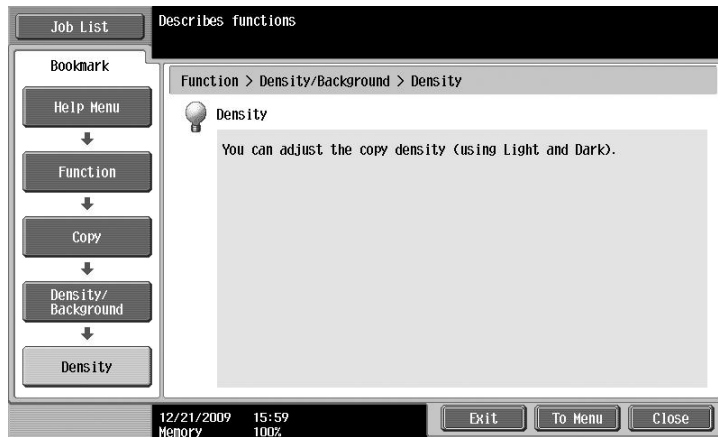 Job List
Describes functions
Bookmark
Function > Density/Background > Density
Help Menu
Density
You can adjust the copy density (using Light and Dark).
Function
Copy
Density/
Background
Density
12/21/2009 15:59
Memory 100%
Exit
To Menu
Close